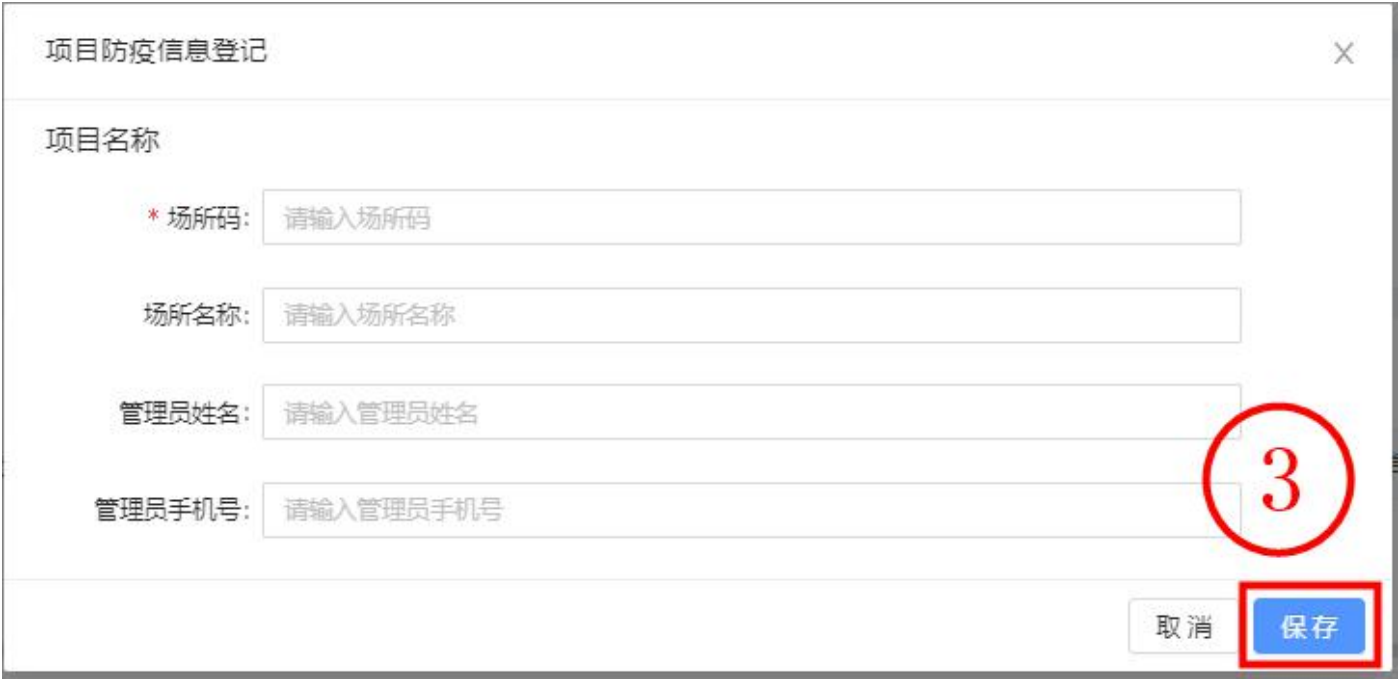 项目防疫信息登记
项目名称
* 场所码: 请输入场所码
场所名称: 请输入场所名称
管理员姓名: 请输入管理员姓名
管理员手机号: 请输入管理员手机号
3
取消 保存